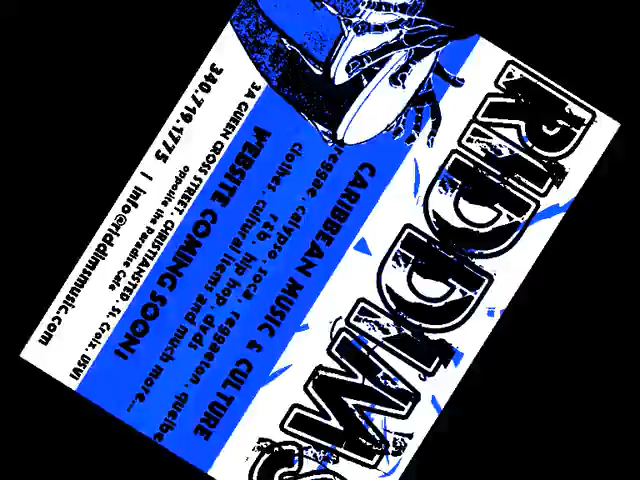 RIDDIMS
CARIBBEAN MUSIC & CULTURE
reggae . calypso . soca . reggaeton . quelbe
r&b . hip hop . dvds
clothes . cultural items and much more...
WEBSITE COMING SOON!
3A QUEEN CROSS STREET . CHRISTIANSTED . St. Croix . USVI
opposite the Paradise Cafe
340.719.1775 | info@riddimsmusic.com